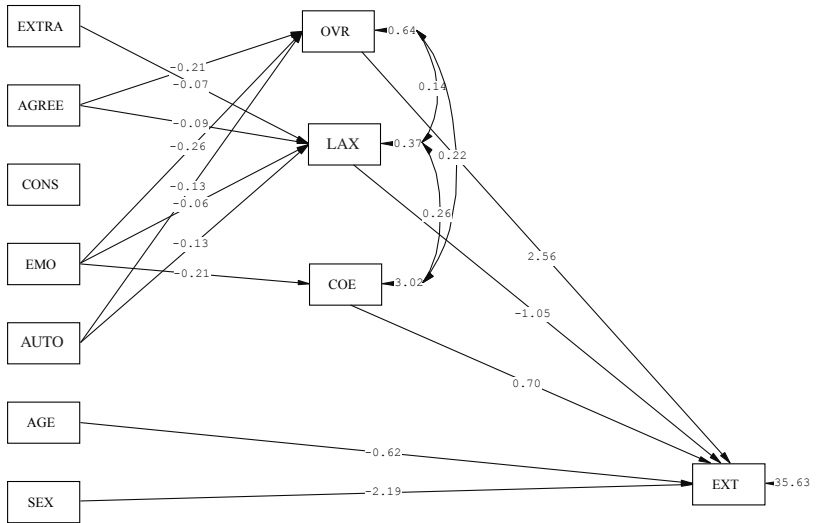 EXTRA
OVR
0.64
-0.21
-0.07
0.14
AGREE
-0.09
LAX
0.37
-0.26
0.22
CONS
-0.13
-0.06
0.26
-0.13
EMO
2.56
-0.21
COE
3.02
-1.05
AUTO
0.70
AGE
-0.62
EXT
35.63
SEX
-2.19